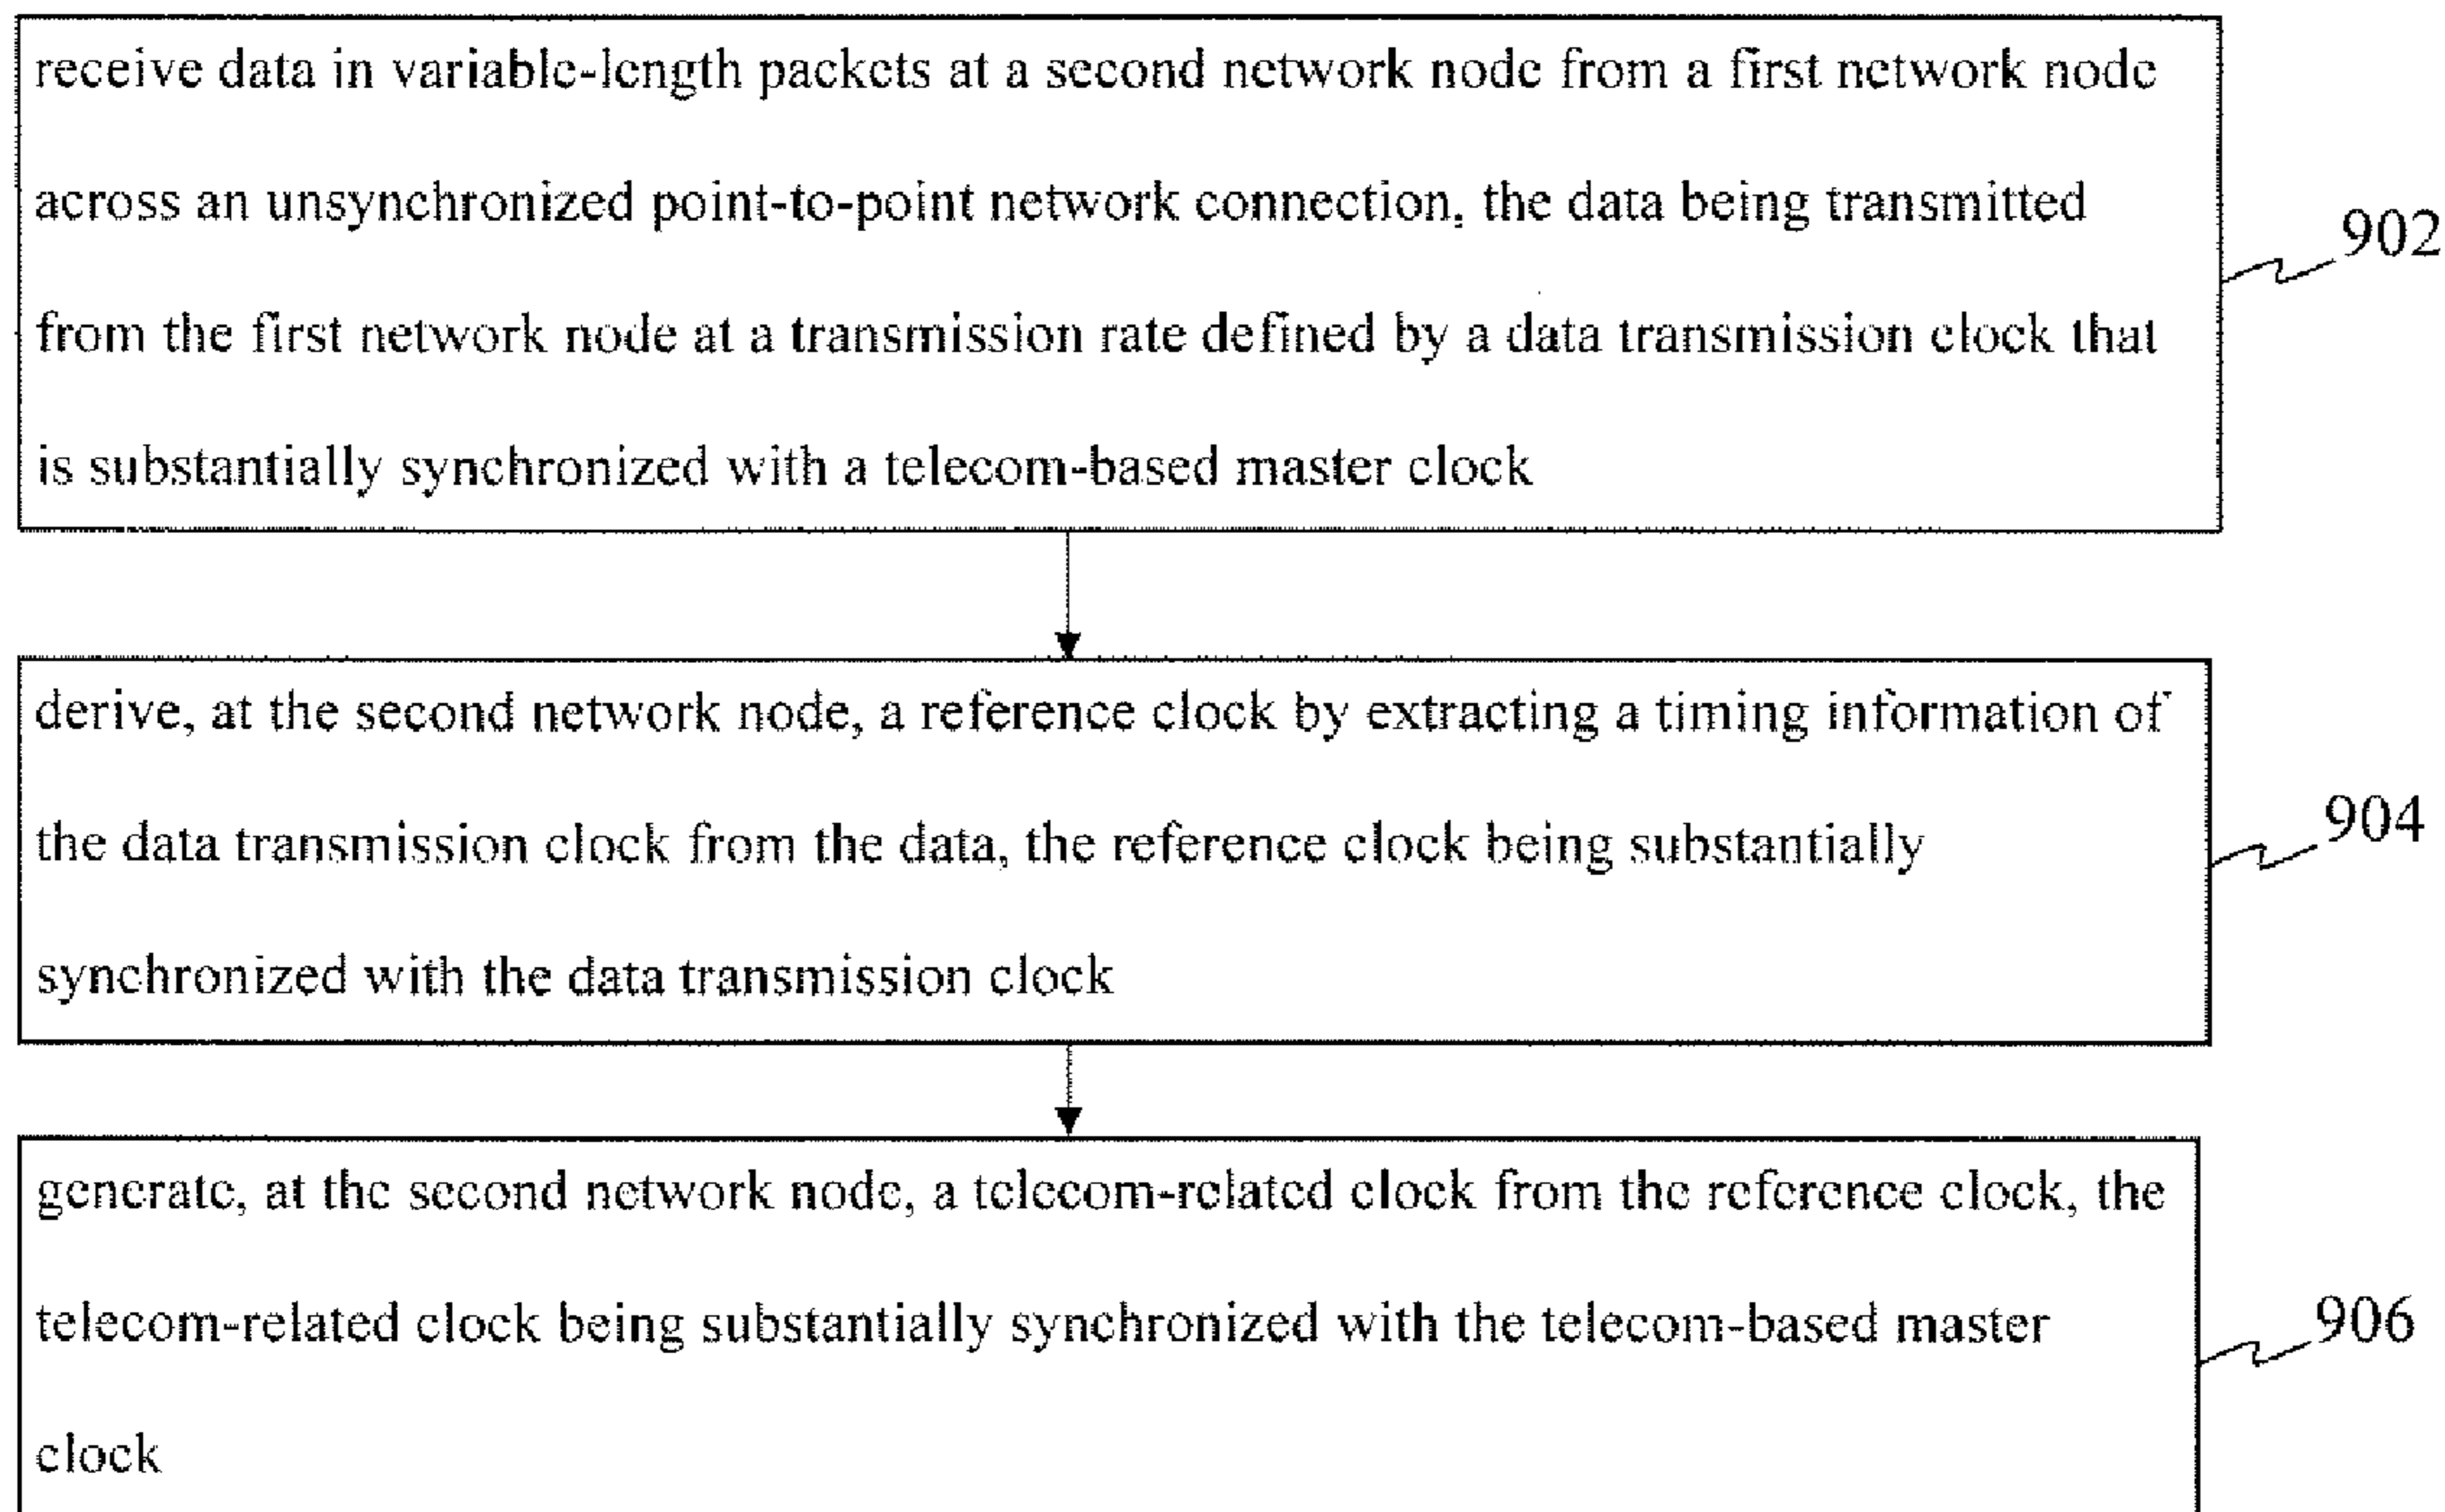 receive data in variable-length packets at a second network node from a first network node
across an unsynchronized point-to-point network connection, the data being transmitted
902
from the first network node at a transmission rate defined by a data transmission clock that
is substantially synchronized with a telecom-based master clock
derive, at the second network node, a reference clock by extracting a timing information of
the data transmission clock from the data, the reference clock being substantially
904
synchronized with the data transmission clock
generate, at the second network node, a telecom-related clock from the reference clock, the
telecom-related clock being substantially synchronized with the telecom-based master
906
clock